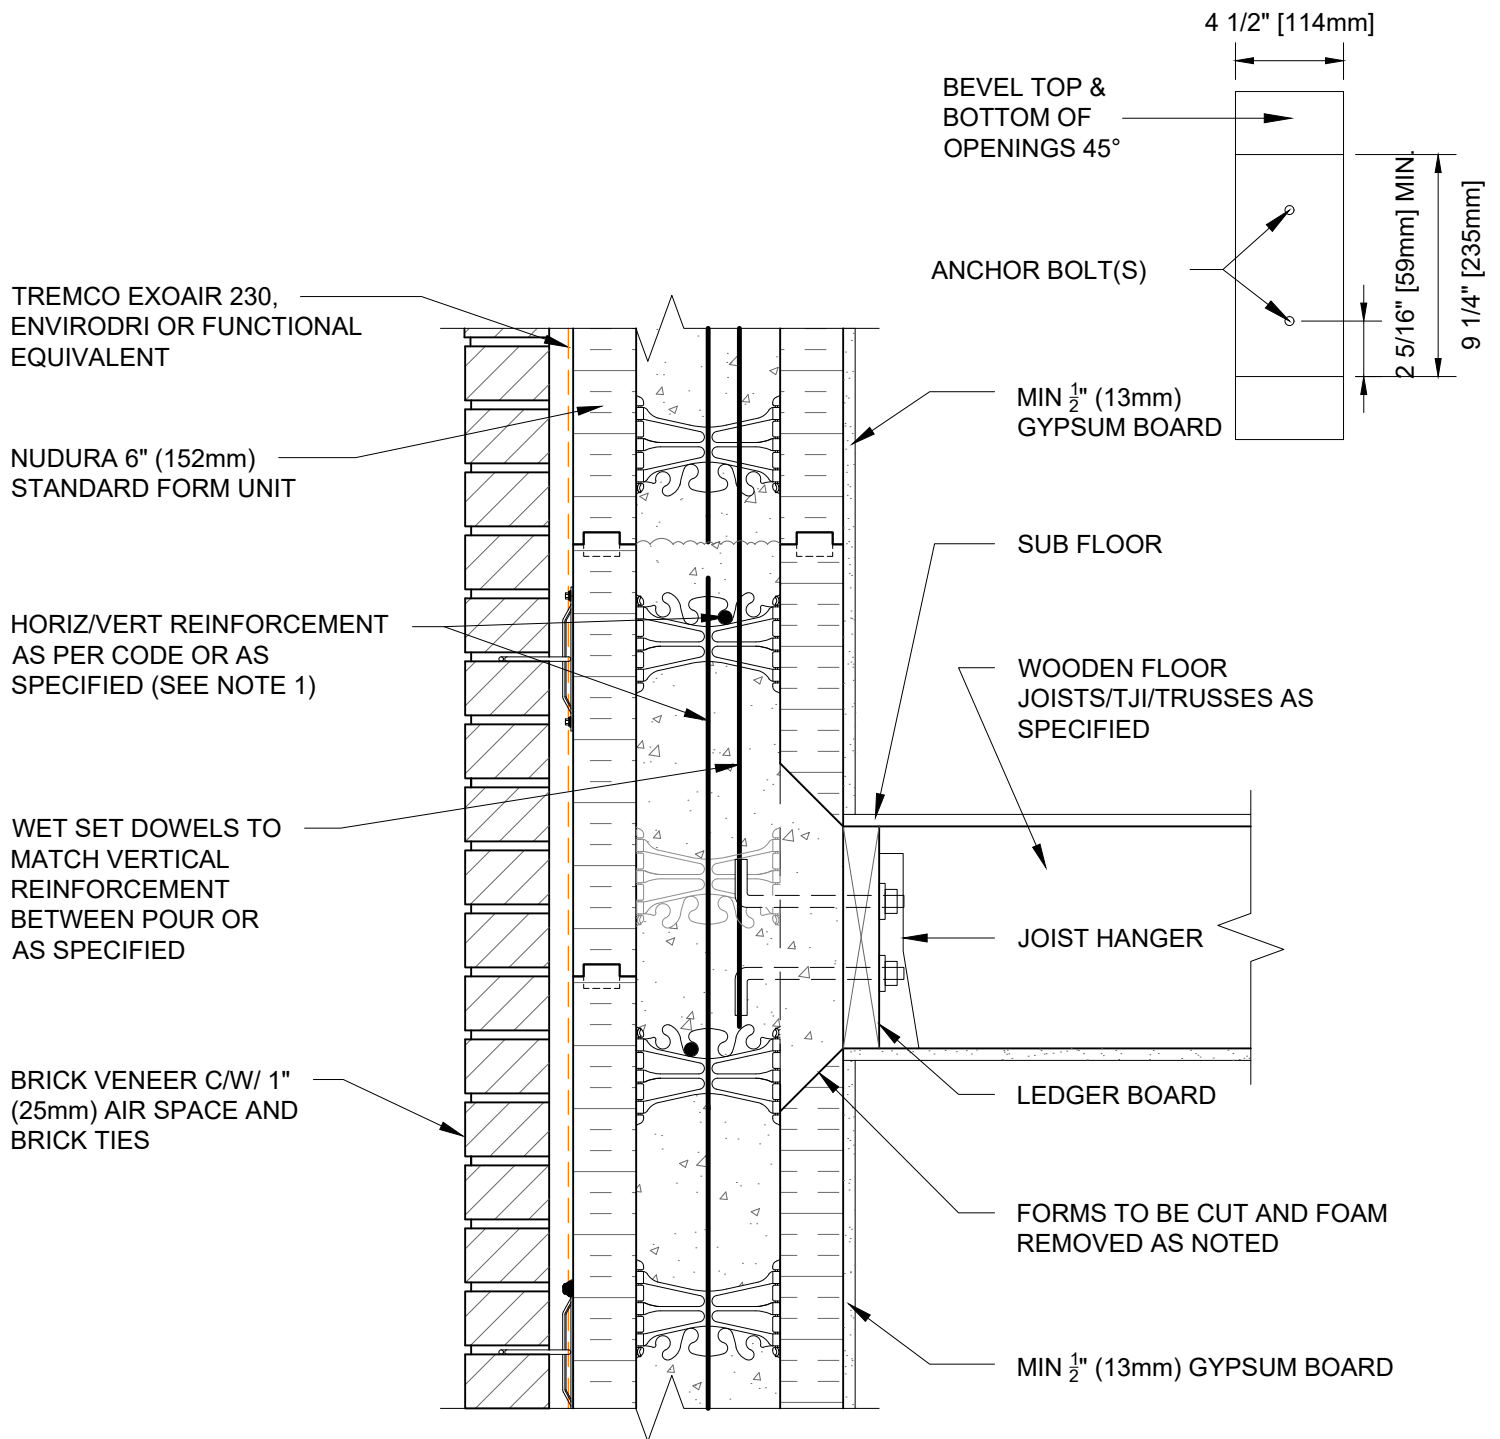 4 1/2" [114mm]
BEVEL TOP &
BOTTOM OF
OPENINGS 45°
2 5/16" [59mm] MIN.
9 1/4" [235mm]
ANCHOR BOLT(S)
TREMCO EXOAIR 230,
ENVIRODRI OR FUNCTIONAL
EQUIVALENT
MIN 1/2" (13mm)
GYPSUM BOARD
NUDURA 6" (152mm)
STANDARD FORM UNIT
SUB FLOOR
HORIZ/VERT REINFORCEMENT
AS PER CODE OR AS
SPECIFIED (SEE NOTE 1)
WOODEN FLOOR
JOISTS/TJI/TRUSSES AS
SPECIFIED
WET SET DOWELS TO
MATCH VERTICAL
REINFORCEMENT
BETWEEN POUR OR
AS SPECIFIED
JOIST HANGER
BRICK VENEER C/W/ 1"
(25mm) AIR SPACE AND
BRICK TIES
LEDGER BOARD
FORMS TO BE CUT AND FOAM
REMOVED AS NOTED
MIN 1/2" (13mm) GYPSUM BOARD